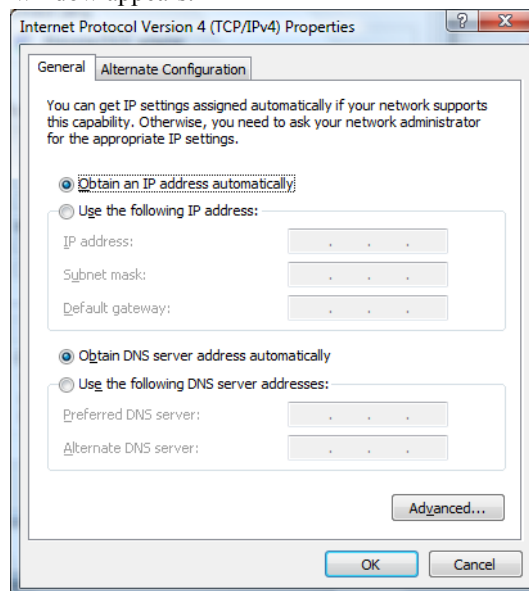 window appears.
Internet Protocol Version 4 (TCP/IPv4) Properties
General Alternate Configuration
You can get IP settings assigned automatically if your network supports
this capability. Otherwise, you need to ask your network administrator
for the appropriate IP settings.
Obtain an IP address automatically
Use the following IP address:
IP address:
Subnet mask:
Default gateway:
Obtain DNS server address automatically
Use the following DNS server addresses:
Preferred DNS server:
Alternate DNS server:
Advanced...
OK Cancel